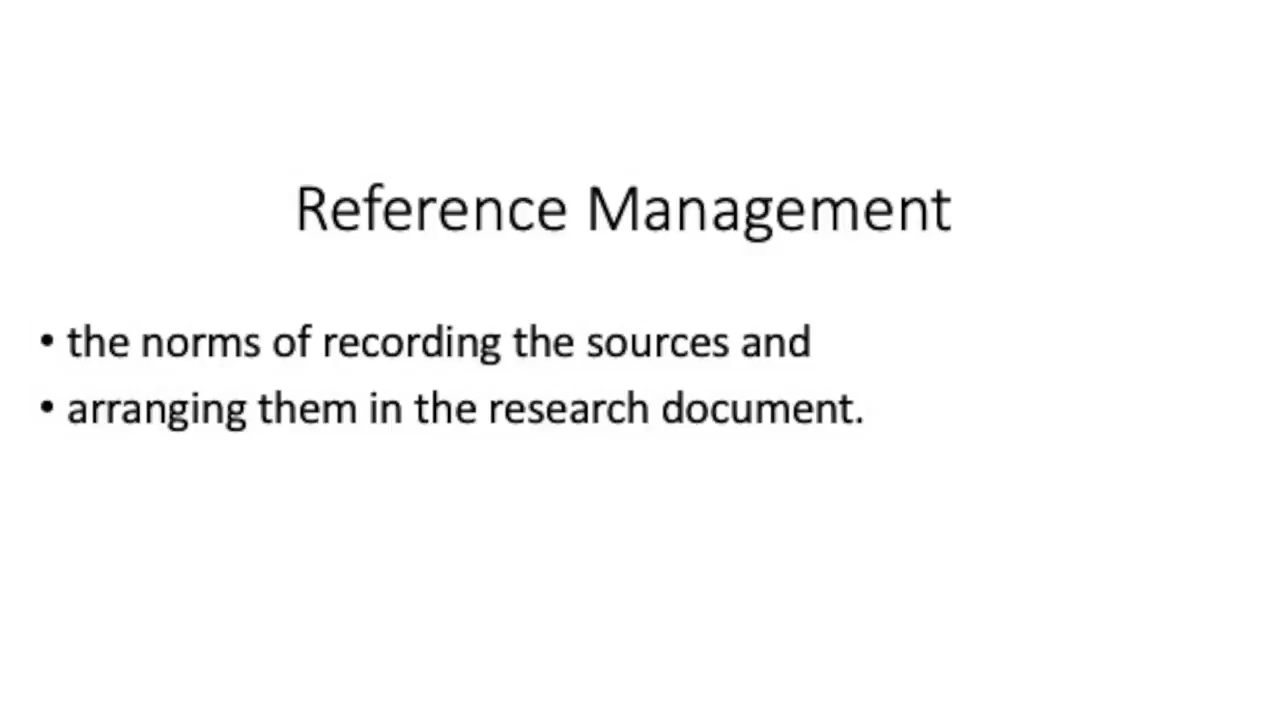 Reference Management
• the norms of recording the sources and
• arranging them in the research document.